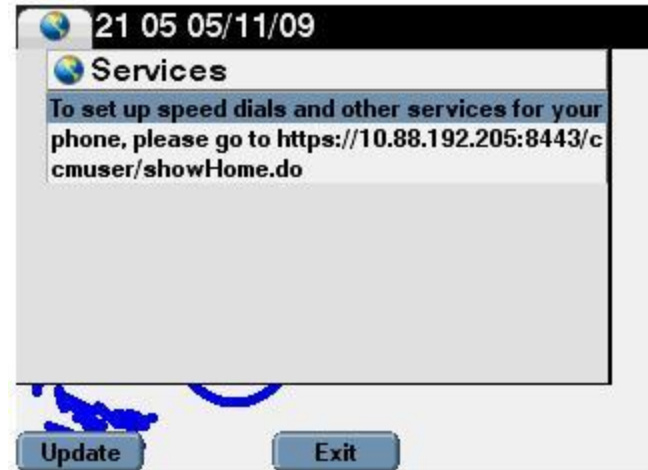 21 05 05/11/09
Services
To set up speed dials and other services for your
phone, please go to https://10.88.192.205:8443/c
cmuser/showHome.do
Update
Exit